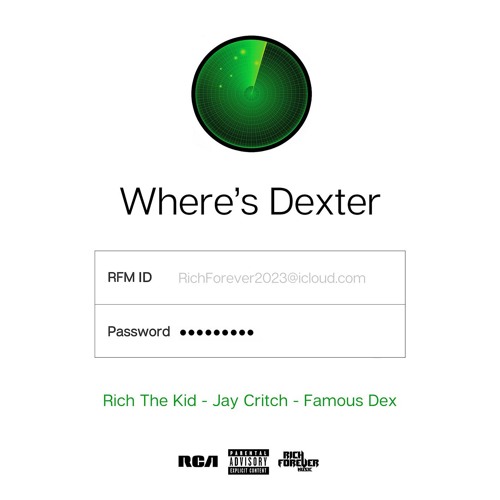 Where's Dexter
RFM ID RichForever2023@icloud.com
Password •••••••••
Rich The Kid - Jay Critch - Famous Dex
RCA
PARENTAL
ADVISORY
EXPLICIT CONTENT
RICH
FOREVER
MUSIC